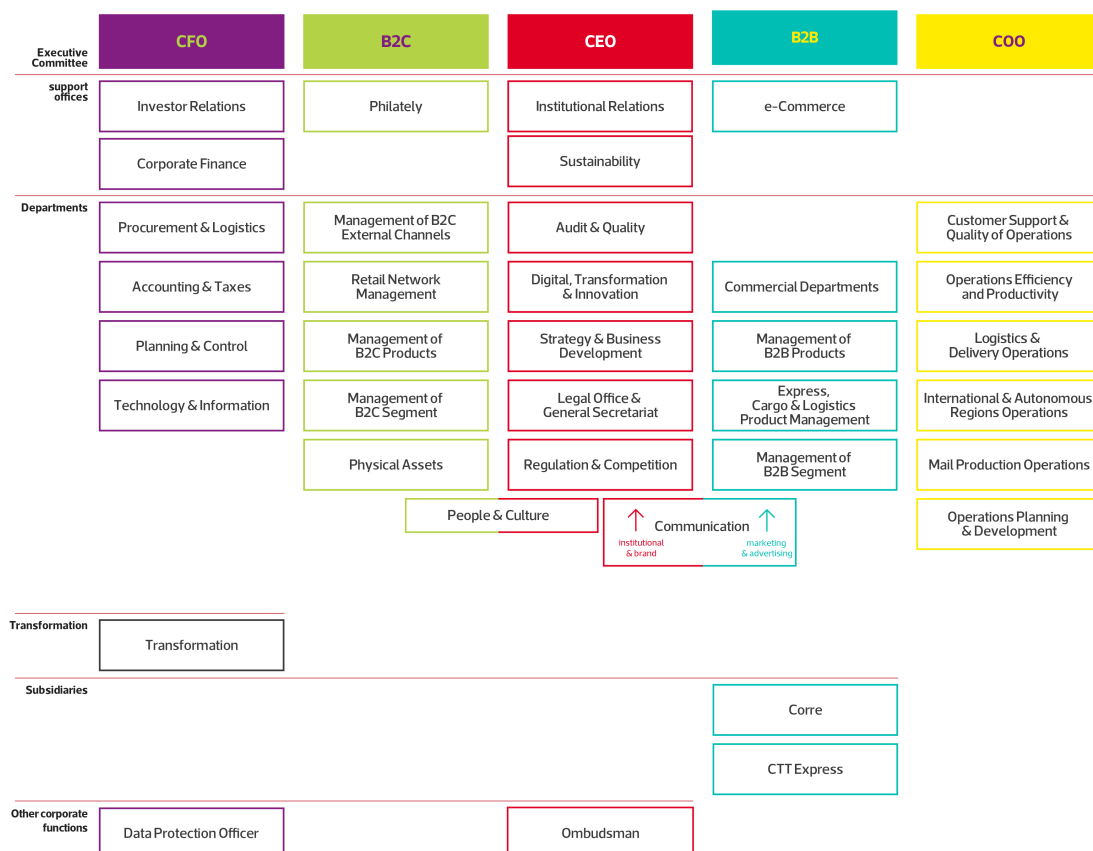 CFO
B2C
CEO
B2B
COO
Executive
Committee
support
offices
Investor Relations
Philately
Institutional Relations
e-Commerce
Corporate Finance
Sustainability
Departments
Procurement & Logistics
Management of B2C
External Channels
Audit & Quality
Customer Support &
Quality of Operations
Accounting & Taxes
Retail Network
Management
Digital, Transformation
& Innovation
Commercial Departments
Operations Efficiency
and Productivity
Planning & Control
Management of
B2C Products
Strategy & Business
Development
Management of
B2B Products
Logistics &
Delivery Operations
Technology & Information
Management of
B2C Segment
Legal Office &
General Secretariat
Express,
Cargo & Logistics
Product Management
International & Autonomous
Regions Operations
Physical Assets
Regulation & Competition
Management of
B2B Segment
Mail Production Operations
People & Culture
Communication
institutional
& brand
marketing
& advertising
Operations Planning
& Development
Transformation
Transformation
Subsidiaries
Corre
CTT Express
Other corporate
functions
Data Protection Officer
Ombudsman